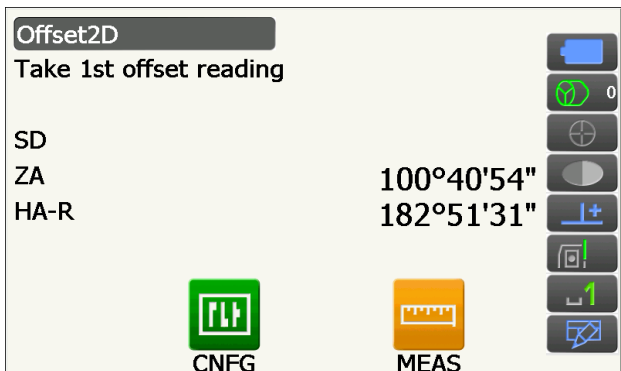 Offset2D
Take 1st offset reading
0
SD
ZA 100°40'54"
HA-R 182°51'31"
1
CNFG MEAS